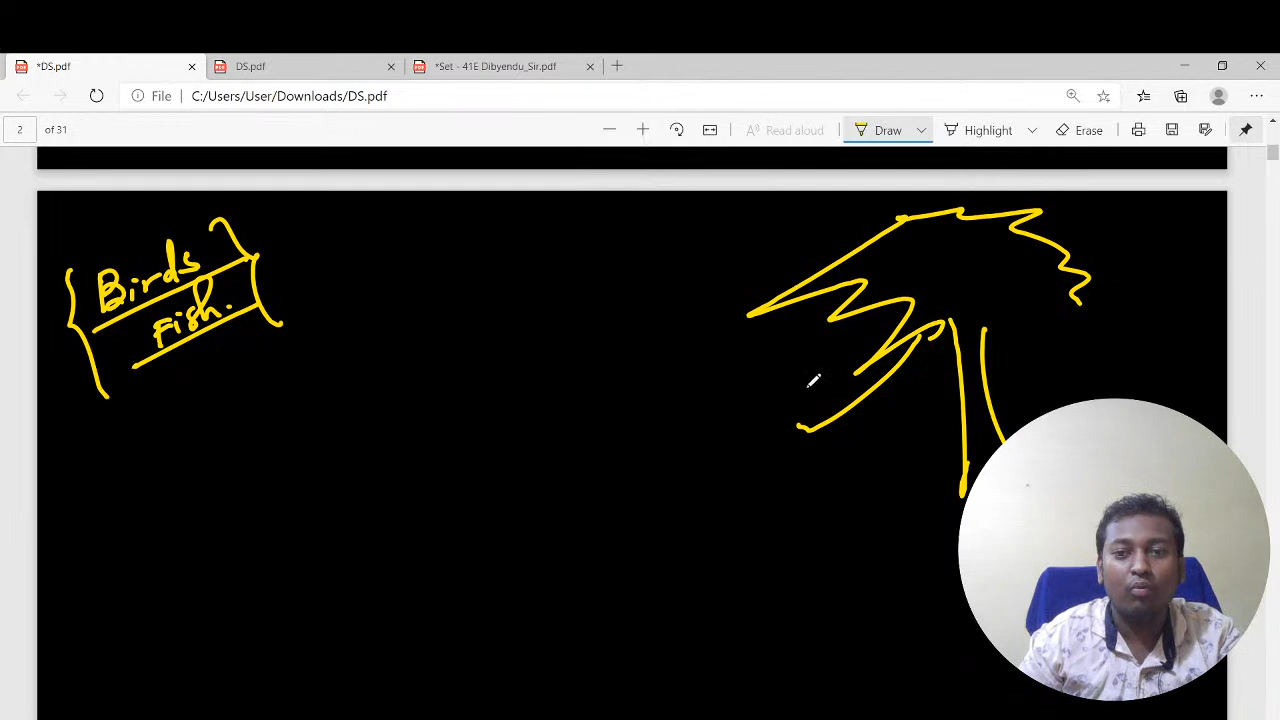 *DS.pdf
DS.pdf
*Set - 41E Dibyendu_Sir.pdf
File
C:/Users/User/Downloads/DS.pdf
2 of 31
Read aloud
Draw
Highlight
Erase
Birds
Fish.